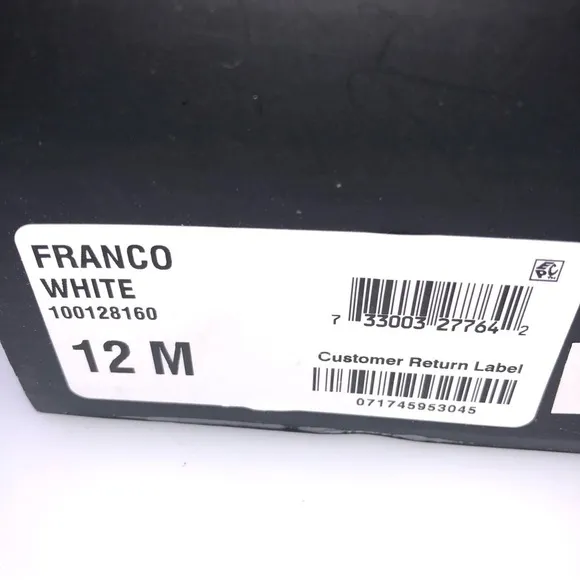 FRANCO
WHITE
100128160
12 M
7 33003 27764 2
Customer Return Label
071745953045